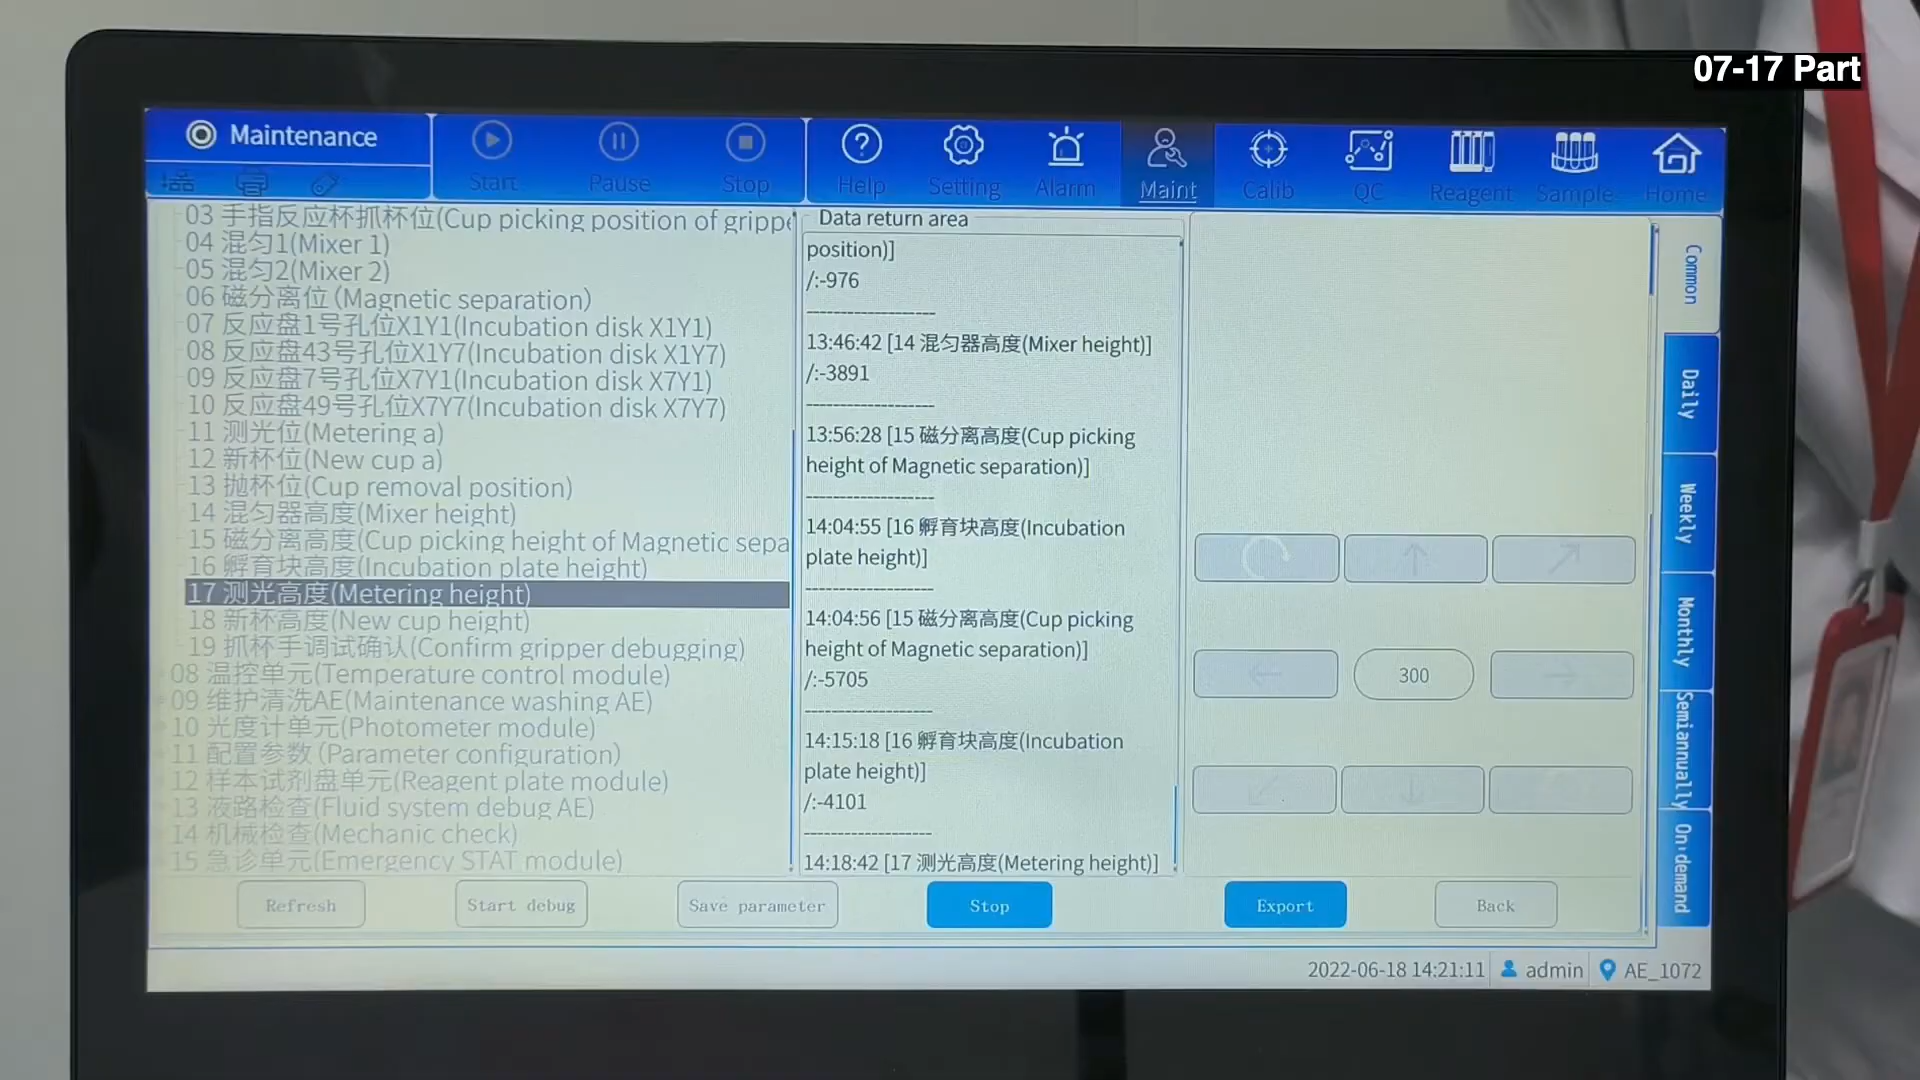 07-17 Part
Maintenance
Start
Pause
Stop
Help
Setting
Alarm
Maint
Calib
QC
Reagent
Sample
Home
03 手指反应杯抓杯位(Cup picking position of grippe
04 混匀1(Mixer 1)
05 混匀2(Mixer 2)
06 磁分离位(Magnetic separation)
07 反应盘1号孔位X1Y1(Incubation disk X1Y1)
08 反应盘43号孔位X1Y7(Incubation disk X1Y7)
09 反应盘7号孔位X7Y1(Incubation disk X7Y1)
10 反应盘49号孔位X7Y7(Incubation disk X7Y7)
11 测光位(Metering a)
12 新杯位(New cup a)
13 抛杯位(Cup removal position)
14 混匀器高度(Mixer height)
15 磁分离高度(Cup picking height of Magnetic sepa
16 孵育块高度(Incubation plate height)
17 测光高度(Metering height)
18 新杯高度(New cup height)
19 抓杯手调试确认(Confirm gripper debugging)
08 温控单元(Temperature control module)
09 维护清洗AE(Maintenance washing AE)
10 光度计单元(Photometer module)
11 配置参数(Parameter configuration)
12 样本试剂盘单元(Reagent plate module)
13 液路检查(Fluid system debug AE)
14 机械检查(Mechanic check)
15 急诊单元(Emergency STAT module)
Data return area
position)]
/:-976
-------------------
13:46:42 [14 混匀器高度(Mixer height)]
/:-3891
-------------------
13:56:28 [15 磁分离高度(Cup picking
height of Magnetic separation)]
-------------------
14:04:55 [16 孵育块高度(Incubation
plate height)]
-------------------
14:04:56 [15 磁分离高度(Cup picking
height of Magnetic separation)]
/:-5705
-------------------
14:15:18 [16 孵育块高度(Incubation
plate height)]
/:-4101
-------------------
14:18:42 [17 测光高度(Metering height)]
300
Common
Daily
Weekly
Monthly
Semiannually
On-demand
Refresh
Start debug
Save parameter
Stop
Export
Back
2022-06-18 14:21:11
admin
AE_1072